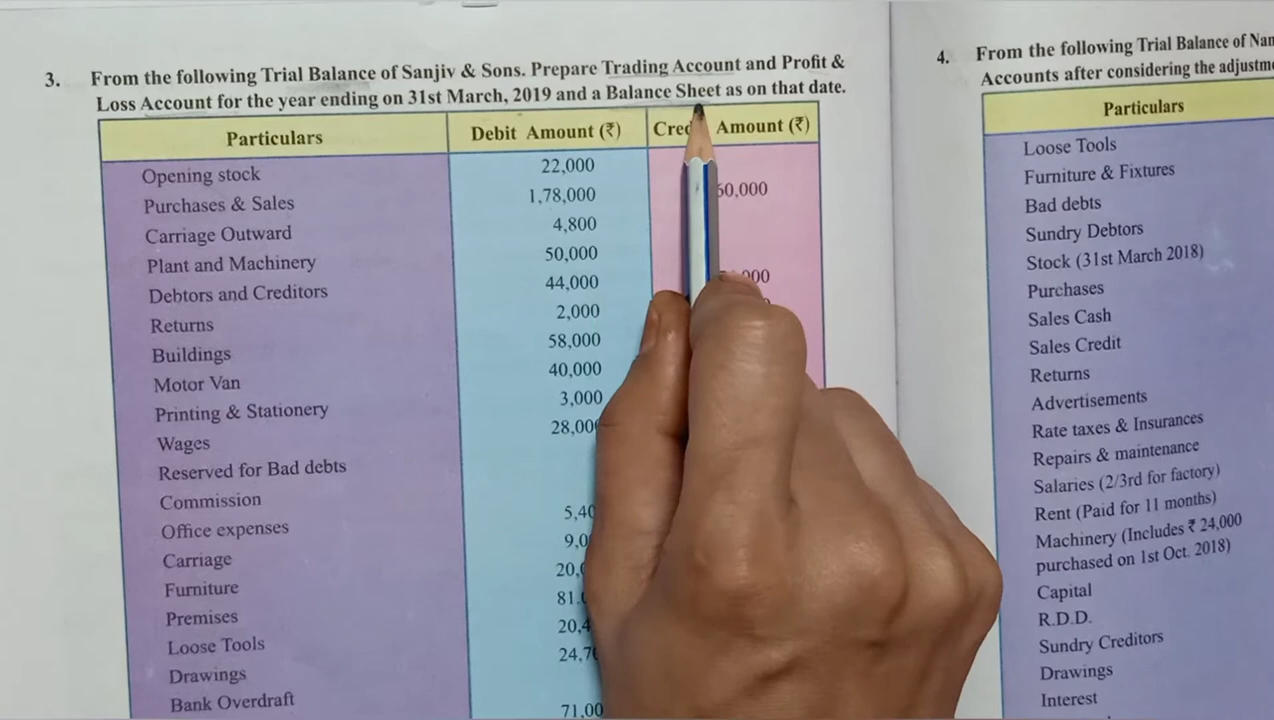 3. From the following Trial Balance of Sanjiv & Sons. Prepare Trading Account and Profit &
Loss Account for the year ending on 31st March, 2019 and a Balance Sheet as on that date.
Particulars Debit Amount (₹) Amount (₹)
Opening stock 22,000
Purchases & Sales 1,78,000
Carriage Outward 4,800
Plant and Machinery 50,000
Debtors and Creditors 44,000
Returns 2,000
Buildings 58,000
Motor Van 40,000
Printing & Stationery 3,000
Wages
Reserved for Bad debts
Commission
Office expenses
Carriage
Furniture
Premises
Loose Tools
Drawings
Bank Overdraft
4. From the following Trial Balance of
Accounts after considering the
Particulars
Loose Tools
Furniture & Fixtures
Bad debts
Sundry Debtors
Stock (31st March 2018)
Purchases
Sales Cash
Sales Credit
Returns
Advertisements
Rate taxes & Insurances
Repairs & maintenance
Salaries (2/3rd for factory)
Rent (Paid for 11 months)
Machinery (Includes ₹ 24,000
purchased on 1st Oct. 2018)
Capital
R.D.D.
Sundry Creditors
Drawings
Interest